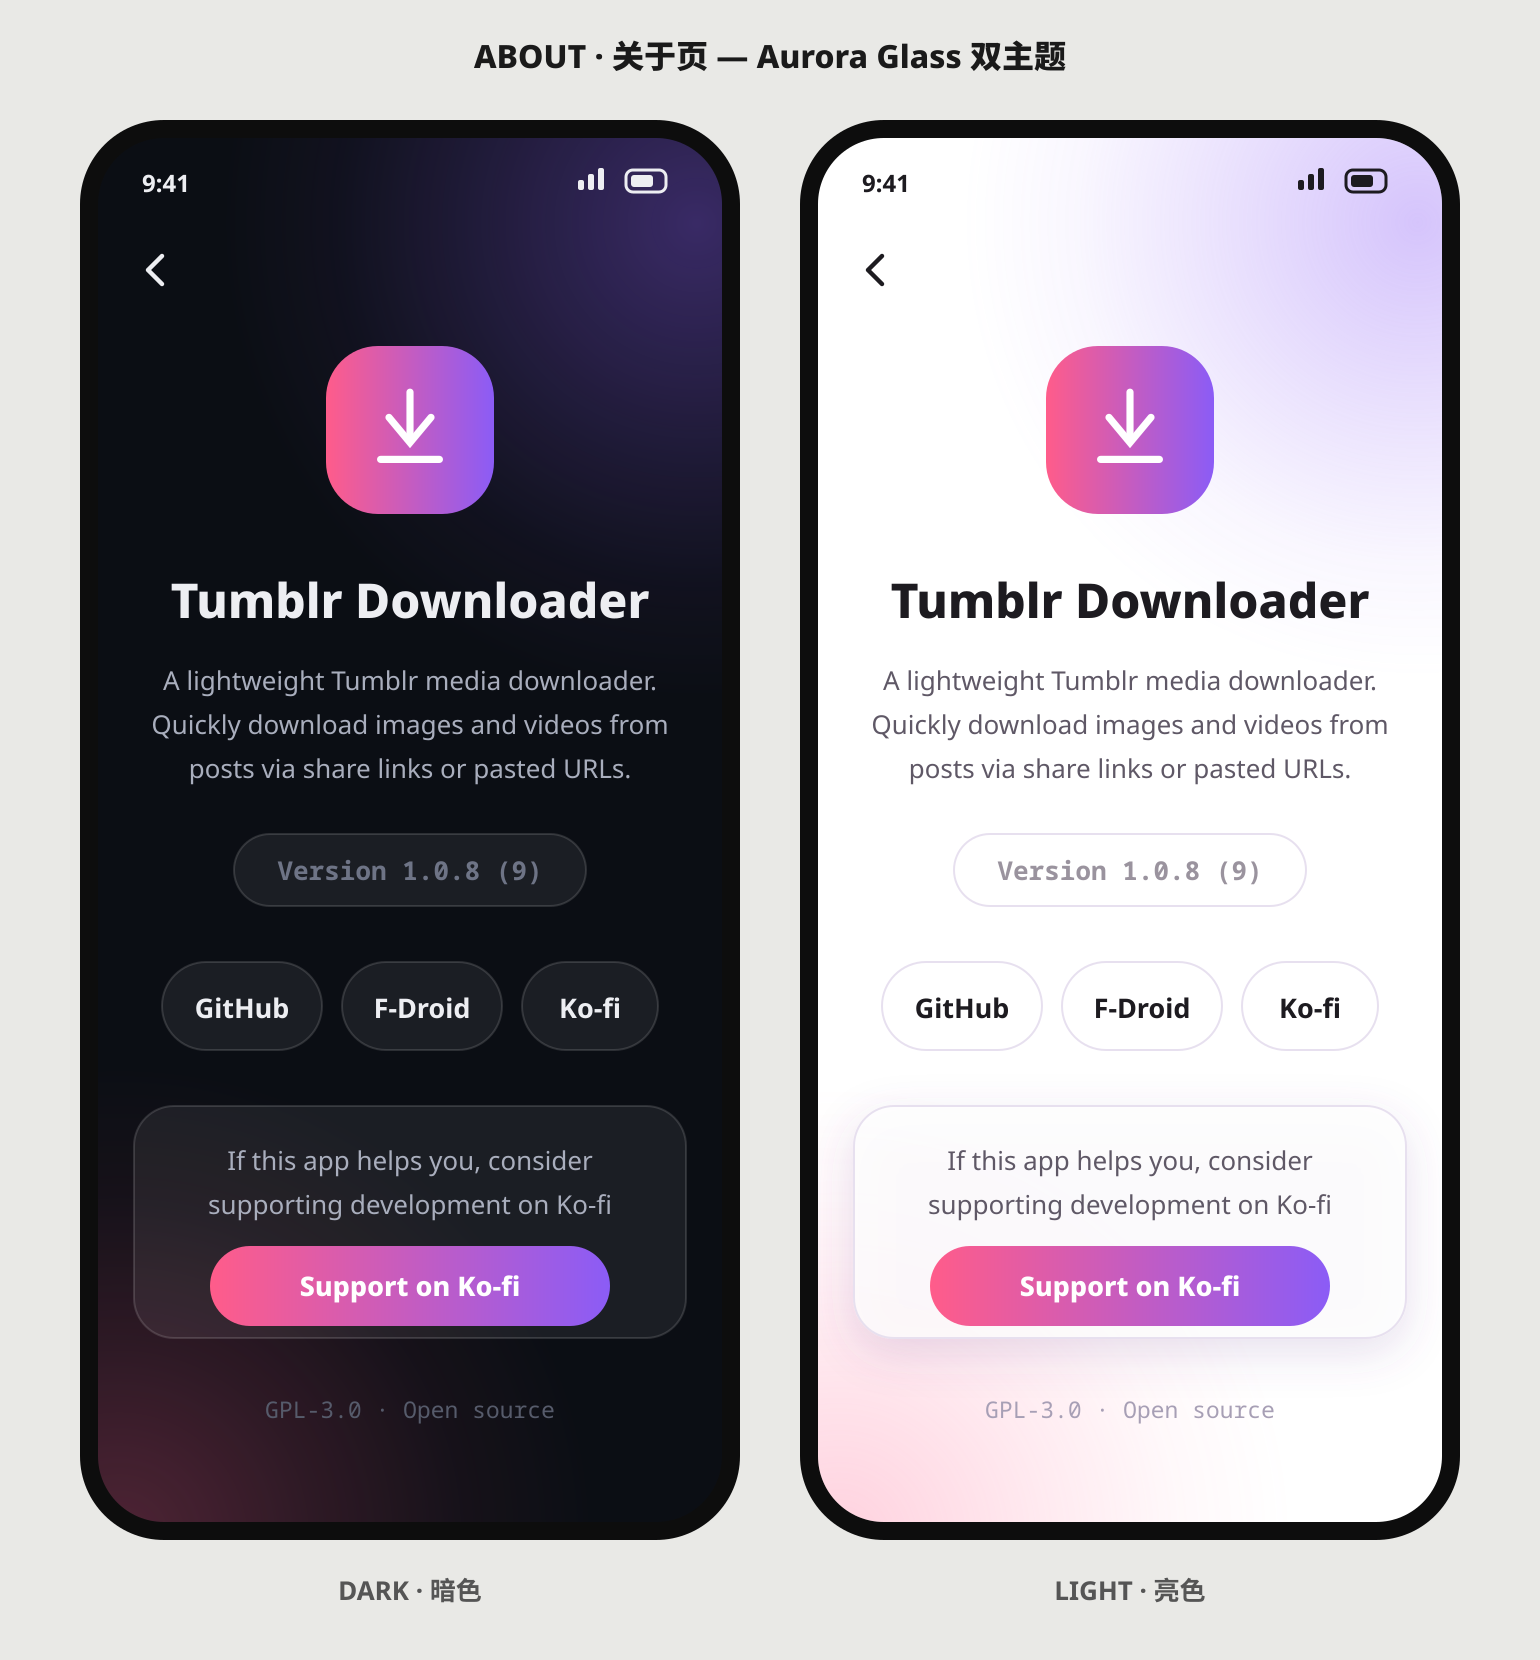 ABOUT · 关于页 — Aurora Glass 双主题
9:41
Tumblr Downloader
A lightweight Tumblr media downloader.
Quickly download images and videos from
posts via share links or pasted URLs.
Version 1.0.8 (9)
GitHub
F-Droid
Ko-fi
If this app helps you, consider
supporting development on Ko-fi
Support on Ko-fi
GPL-3.0 · Open source
DARK · 暗色
9:41
Tumblr Downloader
A lightweight Tumblr media downloader.
Quickly download images and videos from
posts via share links or pasted URLs.
Version 1.0.8 (9)
GitHub
F-Droid
Ko-fi
If this app helps you, consider
supporting development on Ko-fi
Support on Ko-fi
GPL-3.0 · Open source
LIGHT · 亮色